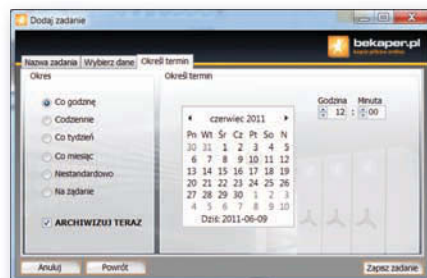 Dodaj zadanie
bekaper.pl
Nazwa zadania Wybierz dane Określ termin
Okres
Określ termin
Co godzinę
Codziennie
Co tydzień
Co miesiąc
Niestandardowo
Na żądanie
ARCHIWIZUJ TERAZ
czerwiec 2011
Pn Wt Śr Cz Pt So N
30 31 1 2 3 4 5
6 7 8 9 10 11 12
13 14 15 16 17 18 19
20 21 22 23 24 25 26
27 28 29 30 1 2 3
4 5 6 7 8 9 10
Dziś: 2011-06-09
Godzina Minuta
12 : 00
Anuluj Powrót Zapisz zadanie